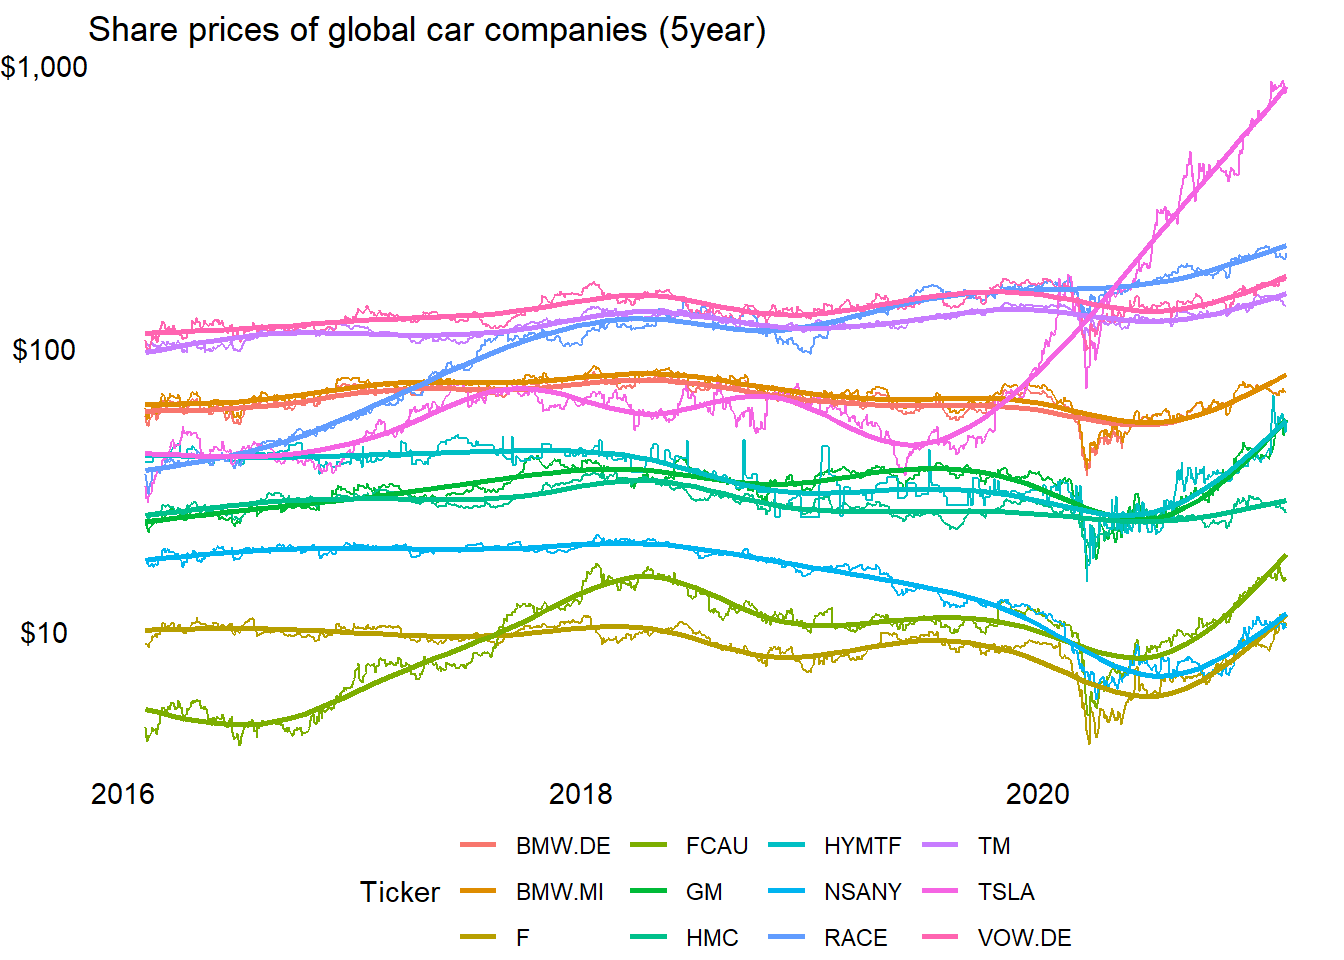 Share prices of global car companies (5year)
$1,000
$100
$10
2016 2018 2020
BMW.DE FCAU HYMTF TM
Ticker BMW.MI GM NSANY TSLA
F HMC RACE VOW.DE